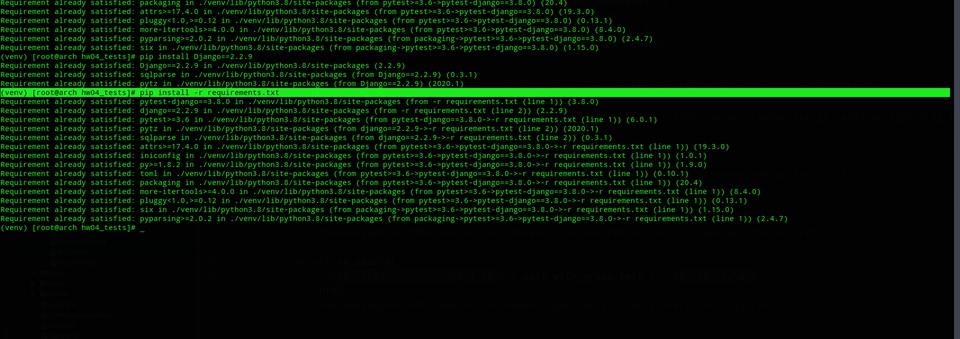 Requirement already satisfied: packaging in ./venv/lib/python3.8/site-packages (from pytest>=3.6->pytest-django==3.8.0) (20.4)
Requirement already satisfied: attrs>=17.4.0 in ./venv/lib/python3.8/site-packages (from pytest>=3.6->pytest-django==3.8.0) (19.3.0)
Requirement already satisfied: pluggy<1.0,>=0.12 in ./venv/lib/python3.8/site-packages (from pytest>=3.6->pytest-django==3.8.0) (0.13.1)
Requirement already satisfied: more-itertools>=4.0.0 in ./venv/lib/python3.8/site-packages (from pytest>=3.6->pytest-django==3.8.0) (8.4.0)
Requirement already satisfied: pyparsing>=2.0.2 in ./venv/lib/python3.8/site-packages (from packaging->pytest>=3.6->pytest-django==3.8.0) (2.4.7)
Requirement already satisfied: six in ./venv/lib/python3.8/site-packages (from packaging->pytest>=3.6->pytest-django==3.8.0) (1.15.0)
(venv) [root@arch hw04_tests]# pip install Django==2.2.9
Requirement already satisfied: Django==2.2.9 in ./venv/lib/python3.8/site-packages (2.2.9)
Requirement already satisfied: sqlparse in ./venv/lib/python3.8/site-packages (from Django==2.2.9) (0.3.1)
Requirement already satisfied: pytz in ./venv/lib/python3.8/site-packages (from Django==2.2.9) (2020.1)
(venv) [root@arch hw04_tests]# pip install -r requirements.txt
Requirement already satisfied: pytest-django==3.8.0 in ./venv/lib/python3.8/site-packages (from -r requirements.txt (line 1)) (3.8.0)
Requirement already satisfied: django==2.2.9 in ./venv/lib/python3.8/site-packages (from -r requirements.txt (line 2)) (2.2.9)
Requirement already satisfied: pytest>=3.6 in ./venv/lib/python3.8/site-packages (from pytest-django==3.8.0->-r requirements.txt (line 1)) (6.0.1)
Requirement already satisfied: pytz in ./venv/lib/python3.8/site-packages (from django==2.2.9->-r requirements.txt (line 2)) (2020.1)
Requirement already satisfied: sqlparse in ./venv/lib/python3.8/site-packages (from django==2.2.9->-r requirements.txt (line 2)) (0.3.1)
Requirement already satisfied: attrs>=17.4.0 in ./venv/lib/python3.8/site-packages (from pytest>=3.6->pytest-django==3.8.0->-r requirements.txt (line 1)) (19.3.0)
Requirement already satisfied: iniconfig in ./venv/lib/python3.8/site-packages (from pytest>=3.6->pytest-django==3.8.0->-r requirements.txt (line 1)) (1.0.1)
Requirement already satisfied: py>=1.8.2 in ./venv/lib/python3.8/site-packages (from pytest>=3.6->pytest-django==3.8.0->-r requirements.txt (line 1)) (1.9.0)
Requirement already satisfied: toml in ./venv/lib/python3.8/site-packages (from pytest>=3.6->pytest-django==3.8.0->-r requirements.txt (line 1)) (0.10.1)
Requirement already satisfied: packaging in ./venv/lib/python3.8/site-packages (from pytest>=3.6->pytest-django==3.8.0->-r requirements.txt (line 1)) (20.4)
Requirement already satisfied: more-itertools>=4.0.0 in ./venv/lib/python3.8/site-packages (from pytest>=3.6->pytest-django==3.8.0->-r requirements.txt (line 1)) (8.4.0)
Requirement already satisfied: pluggy<1.0,>=0.12 in ./venv/lib/python3.8/site-packages (from pytest>=3.6->pytest-django==3.8.0->-r requirements.txt (line 1)) (0.13.1)
Requirement already satisfied: six in ./venv/lib/python3.8/site-packages (from packaging->pytest>=3.6->pytest-django==3.8.0->-r requirements.txt (line 1)) (1.15.0)
Requirement already satisfied: pyparsing>=2.0.2 in ./venv/lib/python3.8/site-packages (from packaging->pytest>=3.6->pytest-django==3.8.0->-r requirements.txt (line 1)) (2.4.7)
(venv) [root@arch hw04_tests]# _